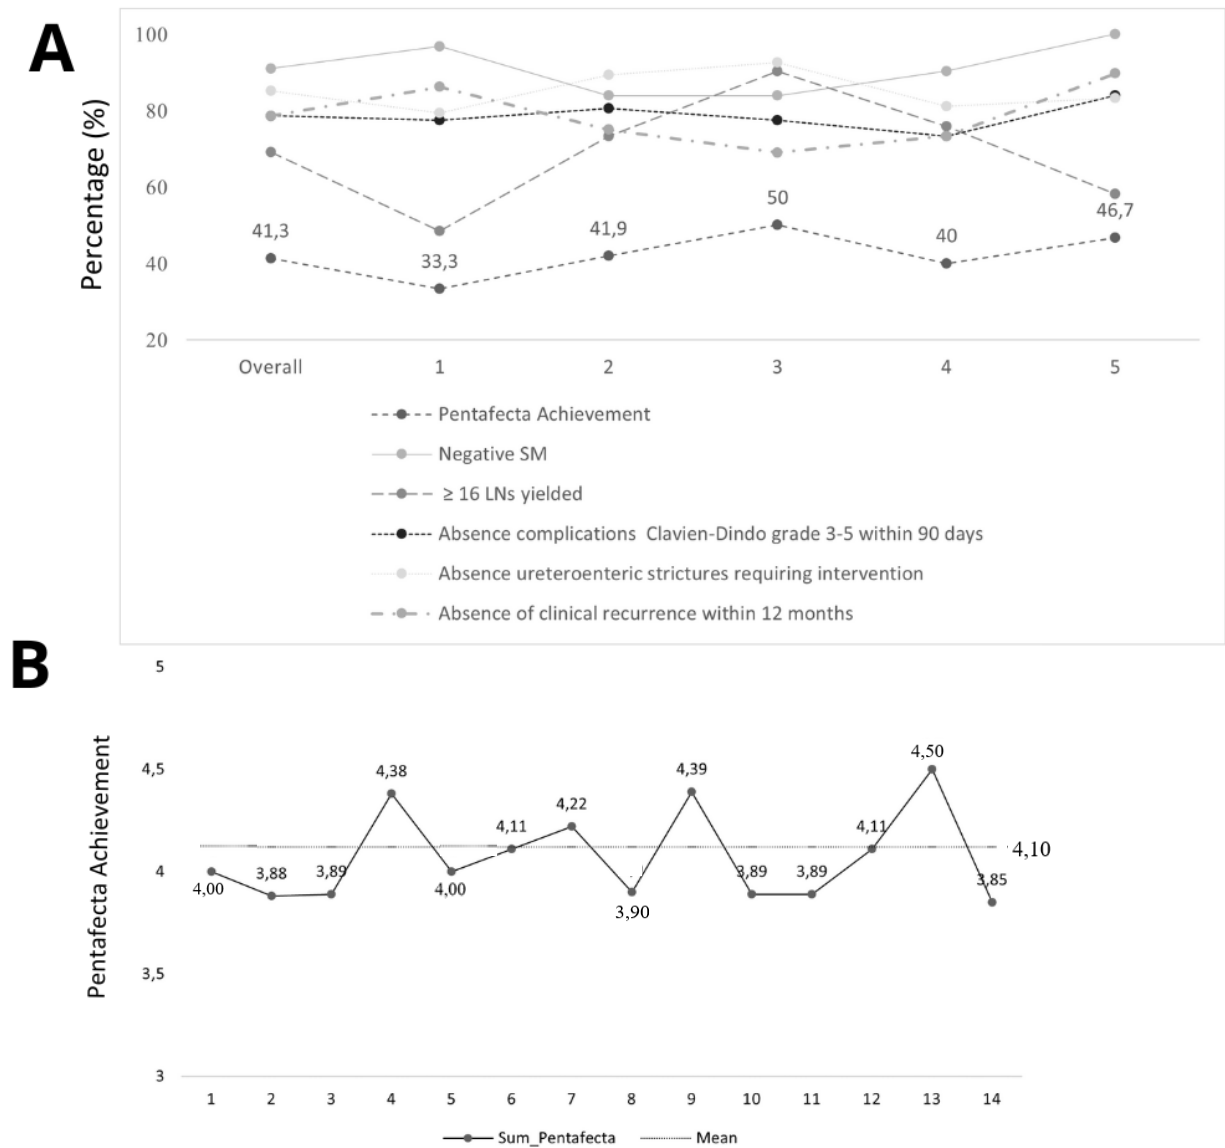 A
Percentage (%)
100
80
60
40
20
41,3
33,3
41,9
50
40
46,7
Overall 1 2 3 4 5
Pentafecta Achievement
Negative SM
≥ 16 LNs yielded
Absence complications Clavien-Dindo grade 3-5 within 90 days
Absence ureteroenteric strictures requiring intervention
Absence of clinical recurrence within 12 months
B
Pentafecta Achievement
5
4,5
4
3,5
3
4,00
3,88
3,89
4,38
4,00
4,11
4,22
3,90
4,39
3,89
3,89
4,11
4,50
3,85
4,10
1 2 3 4 5 6 7 8 9 10 11 12 13 14
Sum_Pentafecta Mean